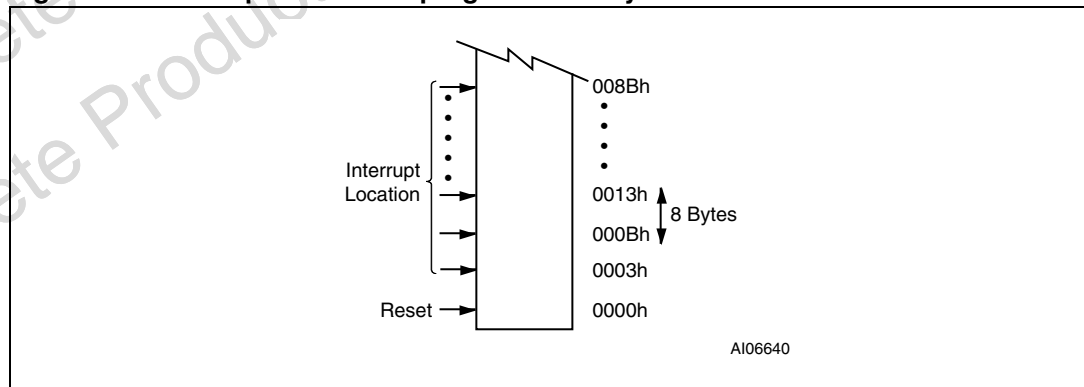 008Bh
Interrupt
Location
0013h
8 Bytes
000Bh
0003h
Reset
0000h
AI06640